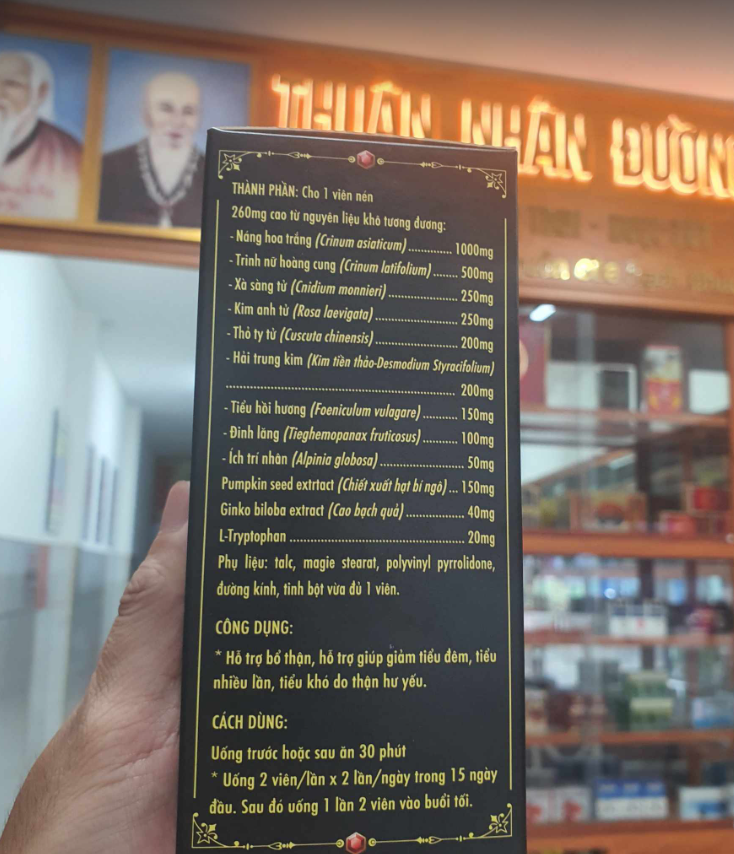 THUẬN NHÂN ĐƯỜN
THÀNH PHẦN: Cho 1 viên nén
260mg cao từ nguyên liệu khô tương đương:
- Náng hoa trắng (Crinum asiaticum) .............. 1000mg
- Trinh nữ hoàng cung (Crinum latifolium) ....... 500mg
- Xà sàng tử (Cnidium monnieri) ..................... 250mg
- Kim anh tử (Rosa laevigata) ......................... 250mg
- Thỏ ty tử (Cuscuta chinensis) ........................ 200mg
- Hải trung kim (Kim tiền thảo-Desmodium Styracifolium)
................................................................ 200mg
- Tiểu hồi hương (Foeniculum vulagare) ........... 150mg
- Đinh lăng (Tieghemopanax fruticosus) .......... 100mg
- Ích trí nhân (Alpinia globosa) ......................... 50mg
Pumpkin seed extrtact (Chiết xuất hạt bí ngô) ... 150mg
Ginko biloba extract (Cao bạch quả) ................. 40mg
L-Tryptophan .................................................. 20mg
Phụ liệu: talc, magie stearat, polyvinyl pyrrolidone,
đường kính, tinh bột vừa đủ 1 viên.
CÔNG DỤNG:
* Hỗ trợ bổ thận, hỗ trợ giúp giảm tiểu đêm, tiểu
nhiều lần, tiểu khó do thận hư yếu.
CÁCH DÙNG:
Uống trước hoặc sau ăn 30 phút
* Uống 2 viên/lần x 2 lần/ngày trong 15 ngày
đầu. Sau đó uống 1 lần 2 viên vào buổi tối.